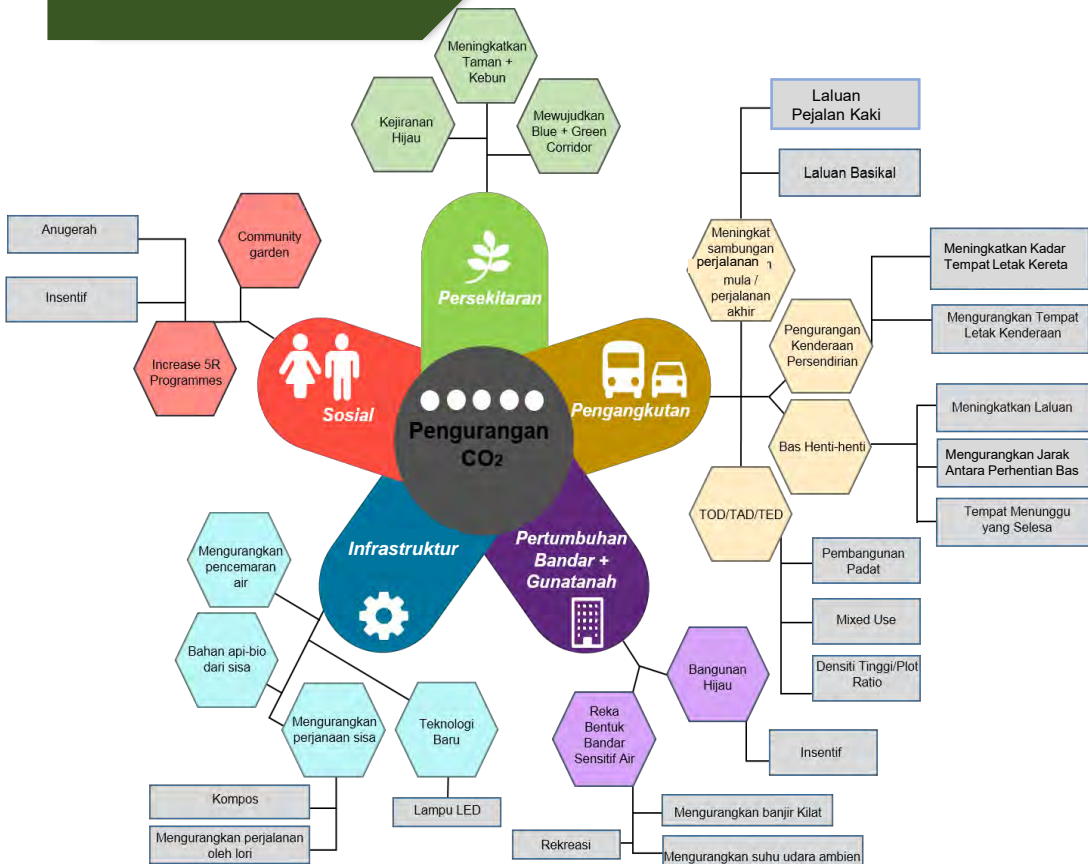 Meningkatkan
Taman +
Kebun
Kejiranan
Hijau
Mewujudkan
Blue + Green
Corridor
Persekitaran
Laluan
Pejalan Kaki
Laluan Basikal
Meningkat
sambungan
perjalanan
mula /
perjalanan
akhir
Meningkatkan Kadar
Tempat Letak Kereta
Mengurangkan Tempat
Letak Kenderaan
Pengurangan
Kenderaan
Persendirian
Pengangkutan
Bas Henti-henti
Meningkatkan Laluan
Mengurangkan Jarak
Antara Perhentian Bas
Tempat Menunggu
yang Selesa
TOD/TAD/TED
Pembangunan
Padat
Mixed Use
Densiti Tinggi/Plot
Ratio
Anugerah
Insentif
Community
garden
Increase 5R
Programmes
Sosial
Pengurangan
CO2
Infrastruktur
Mengurangkan
pencemaran
air
Bahan api-bio
dari sisa
Mengurangkan
perjanaan sisa
Teknologi
Baru
Kompos
Mengurangkan perjalanan
oleh lori
Lampu LED
Pertumbuhan
Bandar +
Gunatanah
Bangunan
Hijau
Insentif
Reka
Bentuk
Bandar
Sensitif Air
Mengurangkan banjir Kilat
Rekreasi
Mengurangkan suhu udara ambien